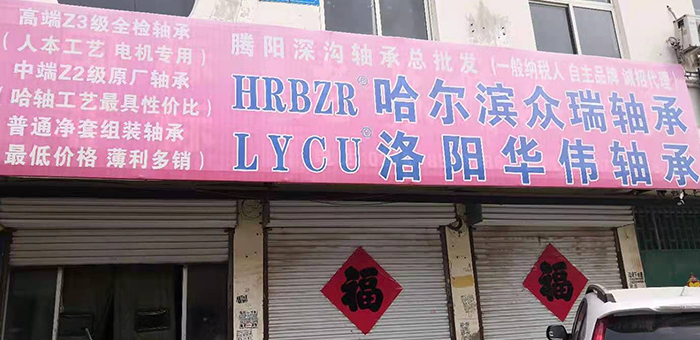 高端Z3级全检轴承
（人本工艺 电机专用）
中端Z2级原厂轴承
（哈轴工艺最具性价比）
普通净套组装轴承
最低价格 薄利多销
腾阳深沟轴承总批发（一般纳税人 自主品牌 诚招代理）
HRBZR® 哈尔滨众瑞轴承
LYCU® 洛阳华伟轴承
福
福